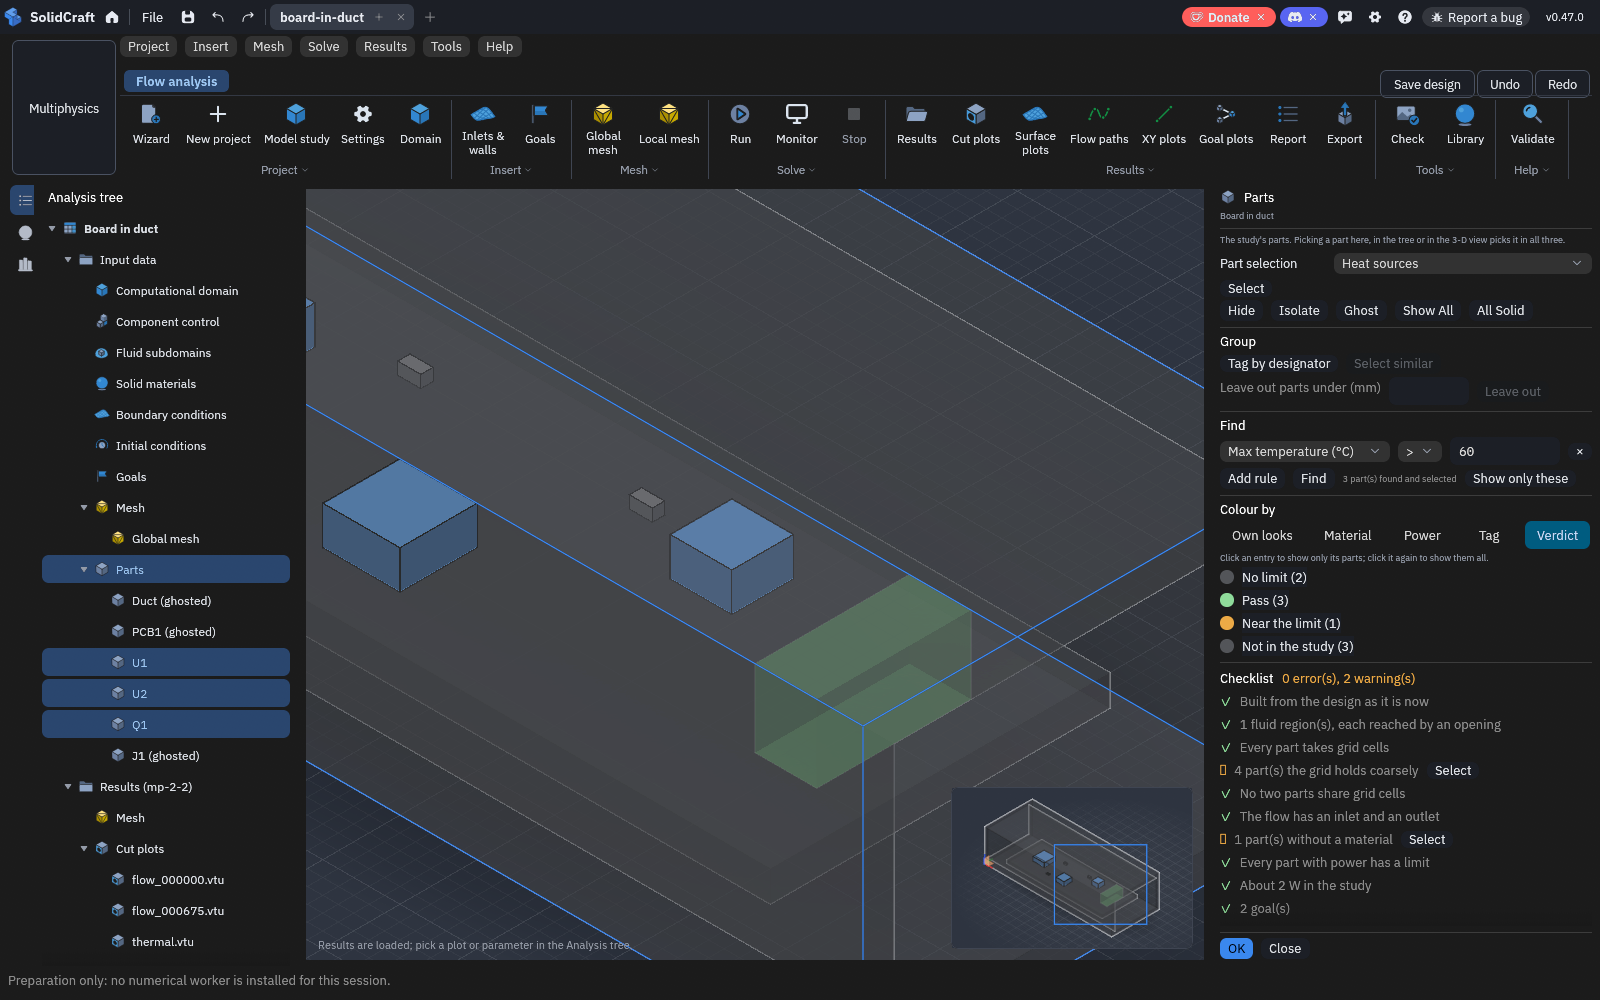 SolidCraft
File
board-in-duct
Donate
Report a bug
v0.47.0
Multiphysics
Project
Insert
Mesh
Solve
Results
Tools
Help
Flow analysis
Save design
Undo
Redo
Wizard
New project
Model study
Settings
Domain
Inlets & walls
Goals
Global mesh
Local mesh
Run
Monitor
Stop
Results
Cut plots
Surface plots
Flow paths
XY plots
Goal plots
Report
Export
Check
Library
Validate
Project
Insert
Mesh
Solve
Results
Tools
Help
Analysis tree
Board in duct
Input data
Computational domain
Component control
Fluid subdomains
Solid materials
Boundary conditions
Initial conditions
Goals
Mesh
Global mesh
Parts
Duct (ghosted)
PCB1 (ghosted)
U1
U2
Q1
J1 (ghosted)
Results (mp-2-2)
Mesh
Cut plots
flow_000000.vtu
flow_000675.vtu
thermal.vtu
Results are loaded; pick a plot or parameter in the Analysis tree.
Parts
Board in duct
The study's parts. Picking a part here, in the tree or in the 3-D view picks it in all three.
Part selection
Heat sources
Select
Hide
Isolate
Ghost
Show All
All Solid
Group
Tag by designator
Select similar
Leave out parts under (mm)
Leave out
Find
Max temperature (°C)
>
60
×
Add rule
Find
3 part(s) found and selected
Show only these
Colour by
Own looks
Material
Power
Tag
Verdict
Click an entry to show only its parts; click it again to show them all.
No limit (2)
Pass (3)
Near the limit (1)
Not in the study (3)
Checklist
0 error(s), 2 warning(s)
✓ Built from the design as it is now
✓ 1 fluid region(s), each reached by an opening
✓ Every part takes grid cells
4 part(s) the grid holds coarsely
Select
✓ No two parts share grid cells
✓ The flow has an inlet and an outlet
1 part(s) without a material
Select
✓ Every part with power has a limit
✓ About 2 W in the study
✓ 2 goal(s)
OK
Close
Preparation only: no numerical worker is installed for this session.